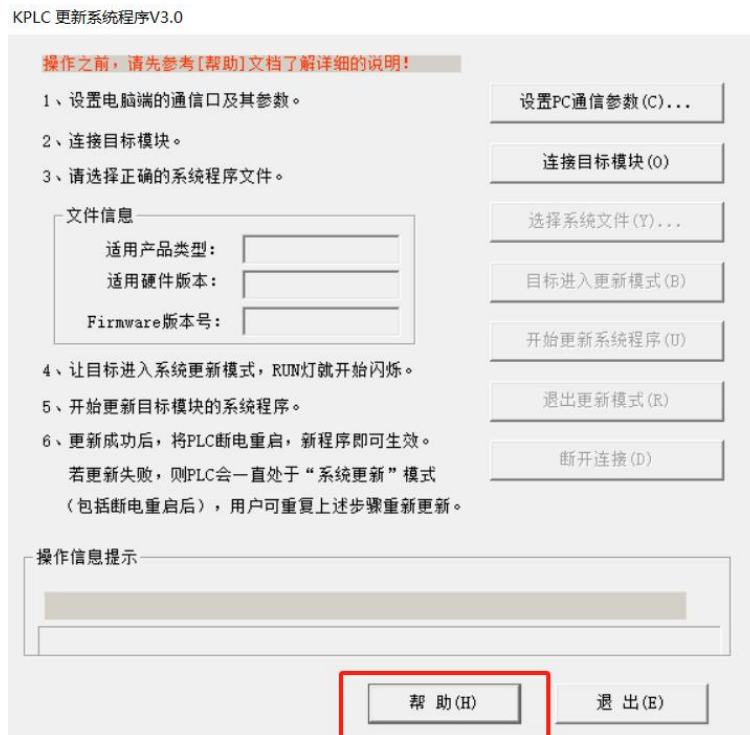 KPLC 更新系统程序V3.0
操作之前，请先参考[帮助]文档了解详细的说明！
1、设置电脑端的通信口及其参数。
设置PC通信参数(C)...
2、连接目标模块。
连接目标模块(O)
3、请选择正确的系统程序文件。
文件信息
选择系统文件(Y)...
适用产品类型：
适用硬件版本：
目标进入更新模式(B)
Firmware版本号：
开始更新系统程序(U)
4、让目标进入系统更新模式，RUN灯就开始闪烁。
退出更新模式(R)
5、开始更新目标模块的系统程序。
6、更新成功后，将PLC断电重启，新程序即可生效。
断开连接(D)
若更新失败，则PLC会一直处于“系统更新”模式
（包括断电重启后），用户可重复上述步骤重新更新。
操作信息提示
帮 助(H)
退 出(E)